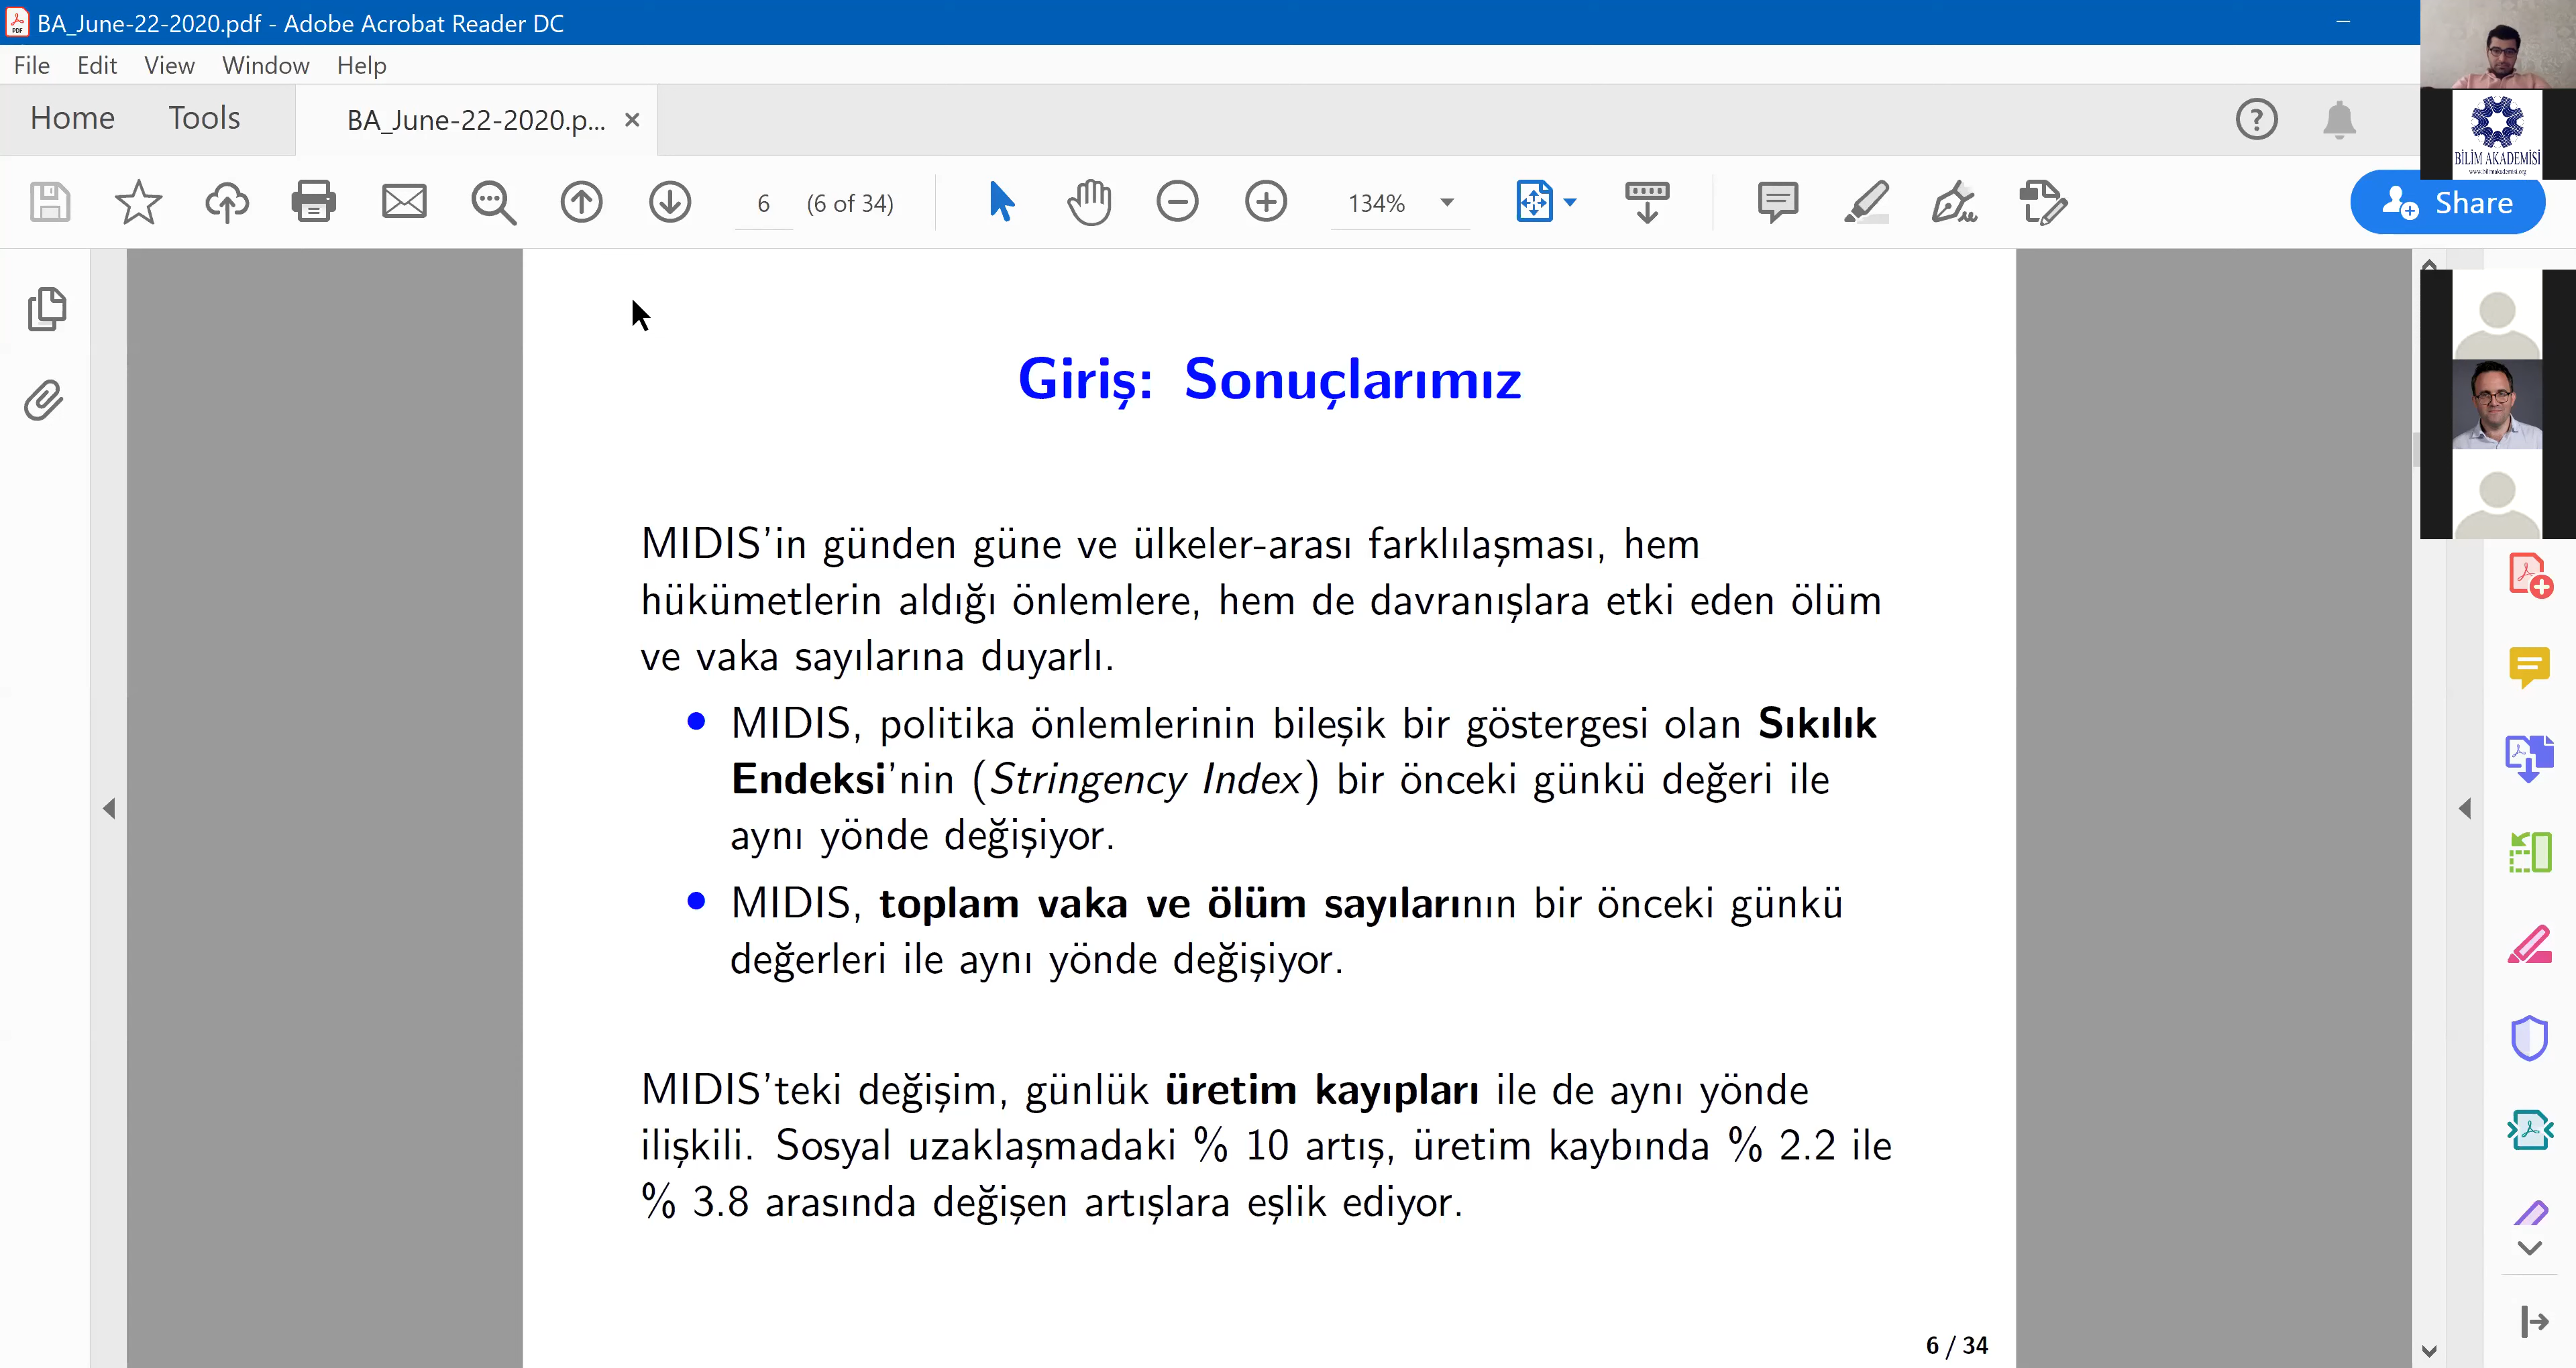 BA_June-22-2020.pdf - Adobe Acrobat Reader DC
File Edit View Window Help
Home Tools BA_June-22-2020.p... ×
BİLİM AKADEMİSİ
www.bilimakademisi.org
6 (6 of 34) 134% Share
Giriş: Sonuçlarımız
MIDIS'in günden güne ve ülkeler-arası farklılaşması, hem
hükümetlerin aldığı önlemlere, hem de davranışlara etki eden ölüm
ve vaka sayılarına duyarlı.
• MIDIS, politika önlemlerinin bileşik bir göstergesi olan Sıkılık
Endeksi'nin (Stringency Index) bir önceki günkü değeri ile
aynı yönde değişiyor.
• MIDIS, toplam vaka ve ölüm sayılarının bir önceki günkü
değerleri ile aynı yönde değişiyor.
MIDIS'teki değişim, günlük üretim kayıpları ile de aynı yönde
ilişkili. Sosyal uzaklaşmadaki % 10 artış, üretim kaybında % 2.2 ile
% 3.8 arasında değişen artışlara eşlik ediyor.
6 / 34